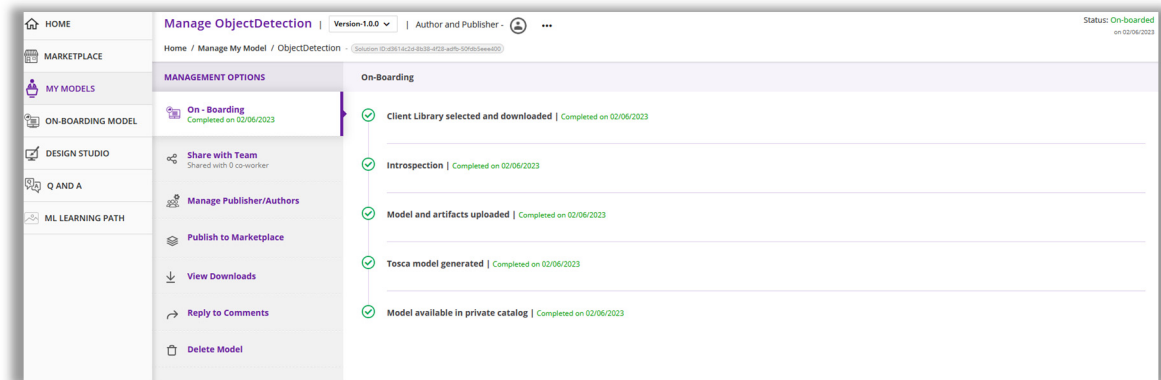 HOME
MARKETPLACE
MY MODELS
ON-BOARDING MODEL
DESIGN STUDIO
Q AND A
ML LEARNING PATH
Manage ObjectDetection | Version-1.0.0 | Author and Publisher - ...
Status: On-boarded
on 02/06/2023
Home / Manage My Model / ObjectDetection - Solution ID:
MANAGEMENT OPTIONS
On - Boarding
Completed on 02/06/2023
Share with Team
Shared with 0 co-worker
Manage Publisher/Authors
Publish to Marketplace
View Downloads
Reply to Comments
Delete Model
On-Boarding
Client Library selected and downloaded | Completed on 02/06/2023
Introspection | Completed on 02/06/2023
Model and artifacts uploaded | Completed on 02/06/2023
Tosca model generated | Completed on 02/06/2023
Model available in private catalog | Completed on 02/06/2023